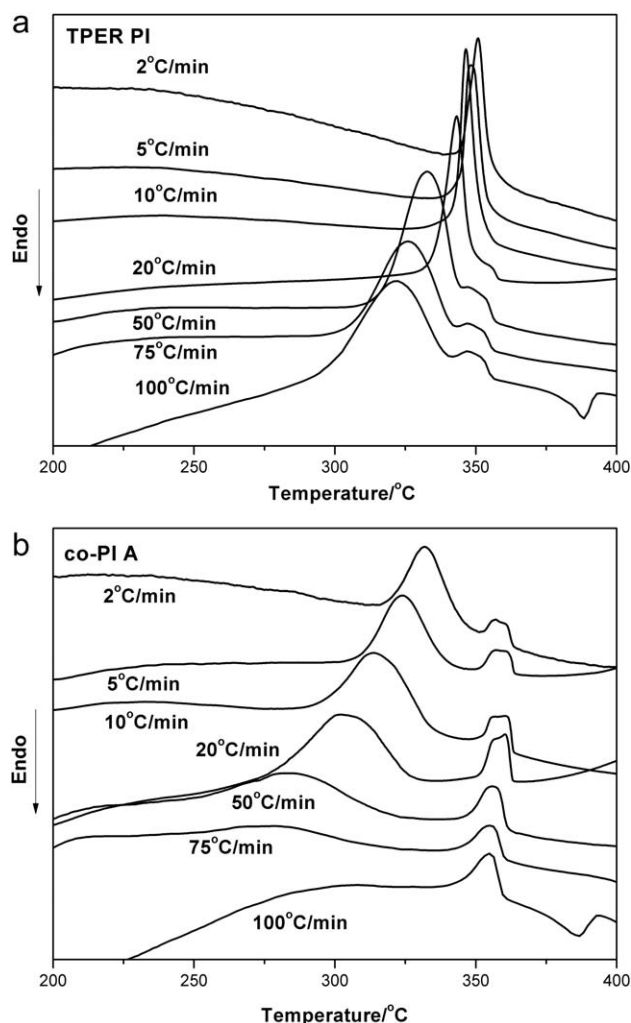 a
TPER PI
2°C/min
5°C/min
10°C/min
20°C/min
50°C/min
75°C/min
100°C/min
Endo
200 250 300 350 400
Temperature/°C
b
co-PI A
2°C/min
5°C/min
10°C/min
20°C/min
50°C/min
75°C/min
100°C/min
Endo
200 250 300 350 400
Temperature/°C